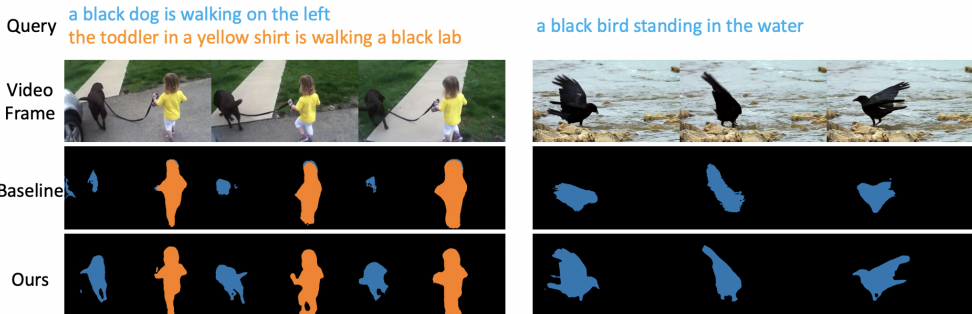 Query
a black dog is walking on the left
the toddler in a yellow shirt is walking a black lab
a black bird standing in the water
Video
Frame
Baseline
Ours